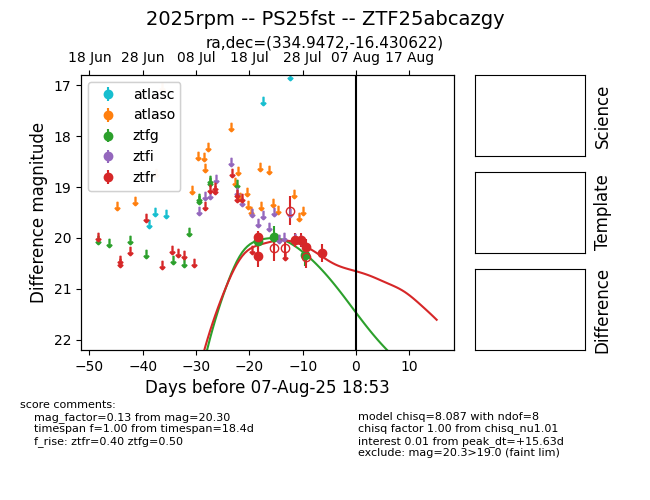 2025rpm -- PS25fst -- ZTF25abcazgy
ra,dec=(334.9472,-16.430622)
18 Jun 28 Jun 08 Jul 18 Jul 28 Jul 07 Aug 17 Aug
17
18
19
20
21
22
Difference magnitude
atlasc
atlaso
ztfg
ztfi
ztfr
−50 −40 −30 −20 −10 0 10
Days before 07-Aug-25 18:53
Science
Template
Difference
score comments:
mag_factor=0.13 from mag=20.30
timespan f=1.00 from timespan=18.4d
f_rise: ztfr=0.40 ztfg=0.50
model chisq=8.087 with ndof=8
chisq factor 1.00 from chisq_nu1.01
interest 0.01 from peak_dt=+15.63d
exclude: mag=20.3>19.0 (faint lim)